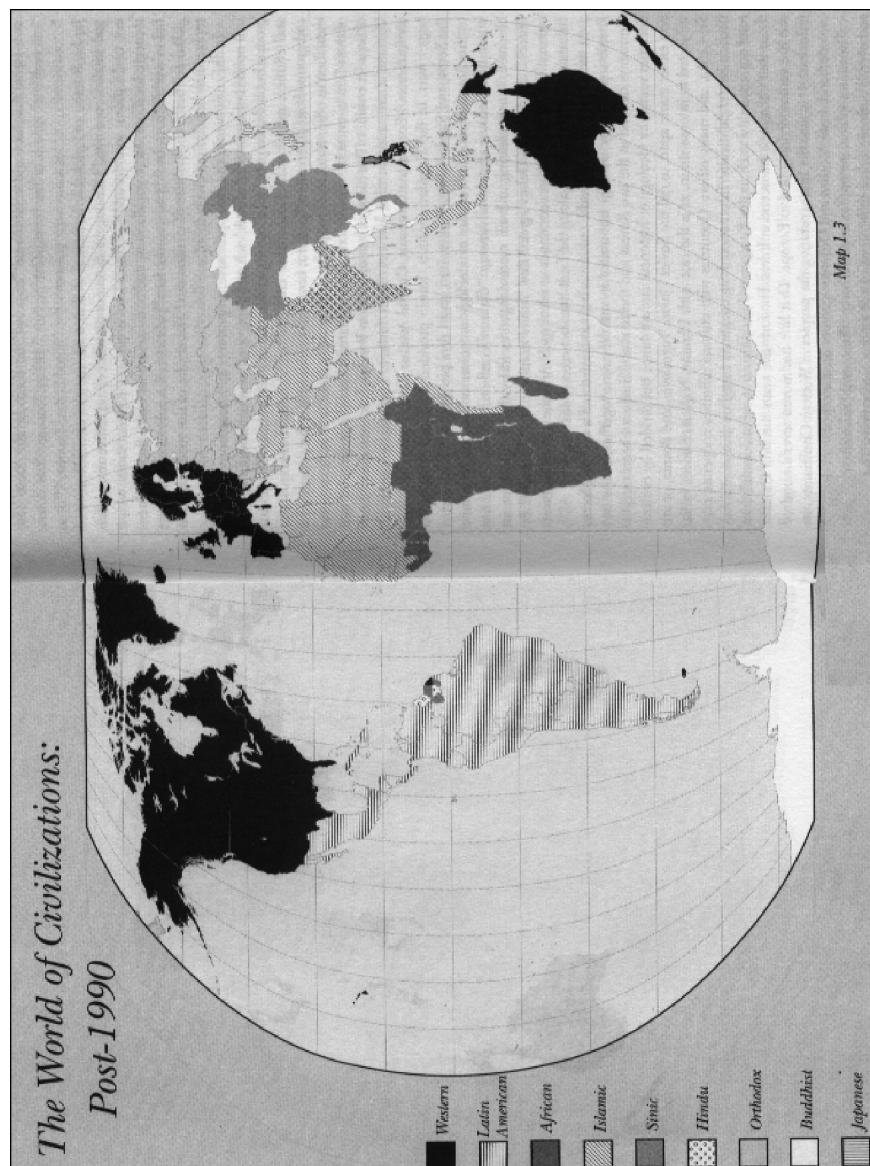 The World of Civilizations:
Post-1990
Western
Latin
American
African
Islamic
Sinic
Hindu
Orthodox
Buddhist
Japanese
Map 1.3